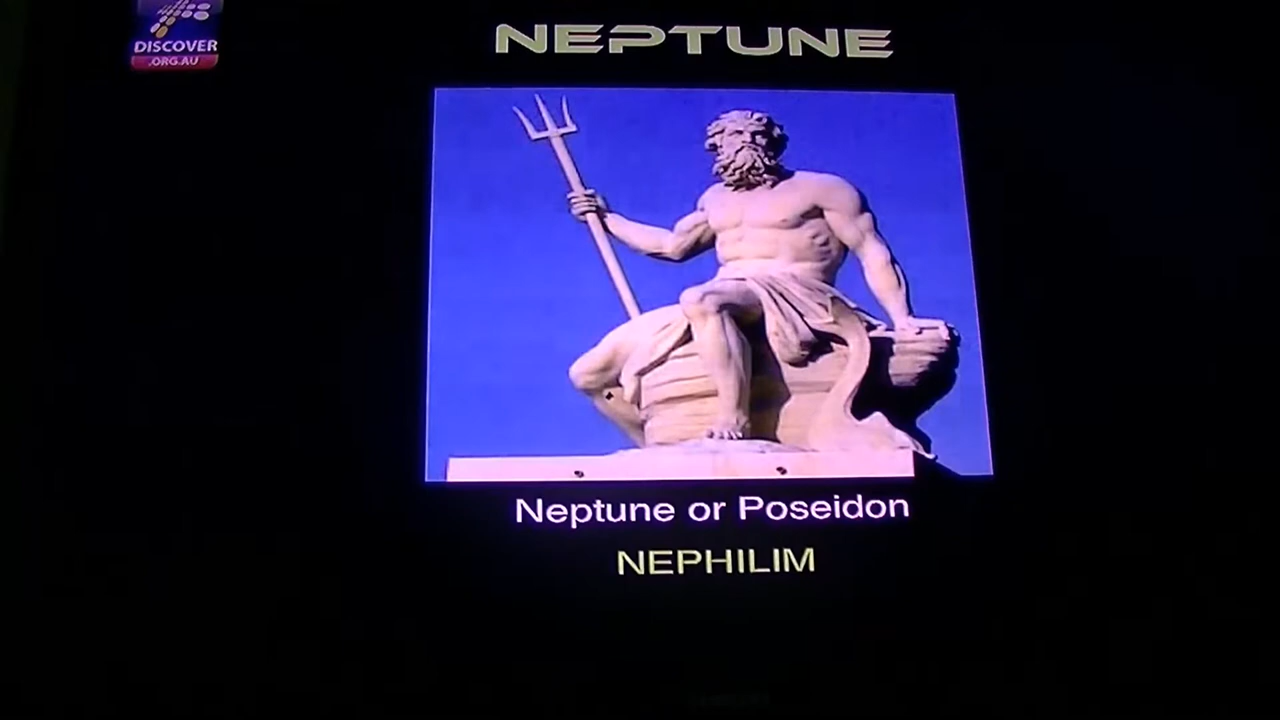 DISCOVER
.ORG.AU
NEPTUNE
Neptune or Poseidon
NEPHILIM